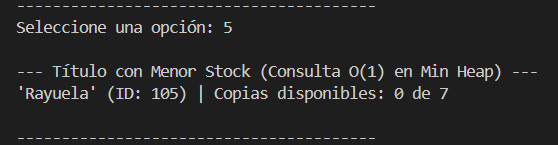 ----------------------------------------
Seleccione una opción: 5
--- Título con Menor Stock (Consulta O(1) en Min Heap) ---
'Rayuela' (ID: 105) | Copias disponibles: 0 de 7
----------------------------------------